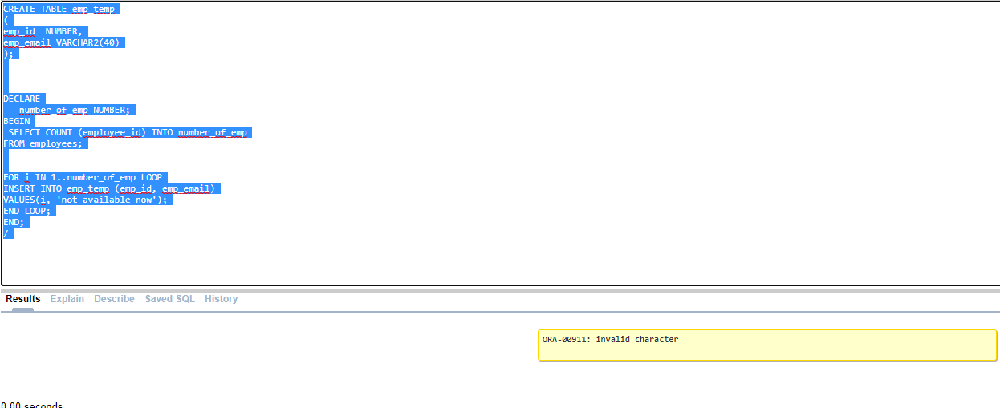 CREATE TABLE emp_temp
(
emp_id  NUMBER,
emp_email VARCHAR2(40)
);
DECLARE
   number_of_emp NUMBER;
BEGIN
 SELECT COUNT (employee_id) INTO number_of_emp
FROM employees;
FOR i IN 1..number_of_emp LOOP
INSERT INTO emp_temp (emp_id, emp_email)
VALUES(i, 'not available now');
END LOOP;
END;
/
Results Explain Describe Saved SQL History
ORA-00911: invalid character
0.00 seconds